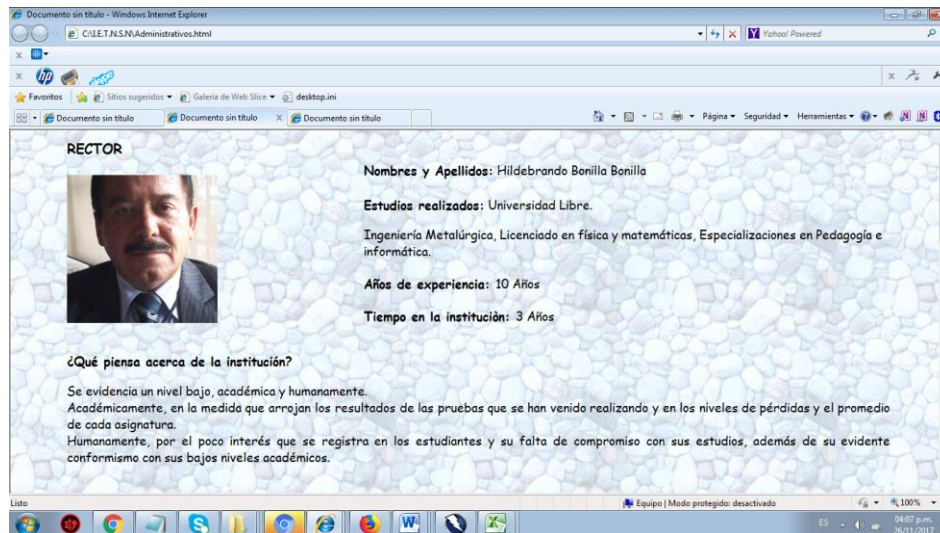 Documento sin título - Windows Internet Explorer
C:\I.E.T.N.S.N\Administrativos.html
Yahoo! Powered
Favoritos Sitios sugeridos Galería de Web Slice desktop.ini
Documento sin título Documento sin título Documento sin título Página Seguridad Herramientas
RECTOR
Nombres y Apellidos: Hildebrando Bonilla Bonilla
Estudios realizados: Universidad Libre.
Ingeniería Metalúrgica, Licenciado en física y matemáticas, Especializaciones en Pedagogía e
informática.
Años de experiencia: 10 Años
Tiempo en la instituciòn: 3 Años
¿Qué piensa acerca de la institución?
Se evidencia un nivel bajo, académica y humanamente.
Académicamente, en la medida que arrojan los resultados de las pruebas que se han venido realizando y en los niveles de pérdidas y el promedio
de cada asignatura.
Humanamente, por el poco interés que se registra en los estudiantes y su falta de compromiso con sus estudios, además de su evidente
conformismo con sus bajos niveles académicos.
Listo Equipo | Modo protegido: desactivado 100%
ES 04:07 p.m.
26/11/2017